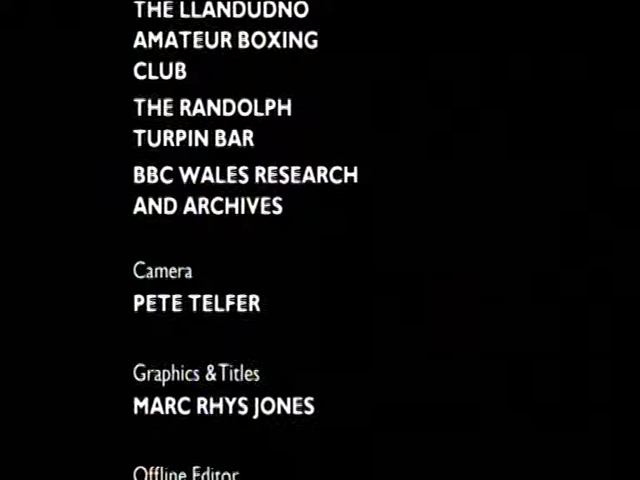 THE LLANDUDNO
AMATEUR BOXING
CLUB
THE RANDOLPH
TURPIN BAR
BBC WALES RESEARCH
AND ARCHIVES
Camera
PETE TELFER
Graphics & Titles
MARC RHYS JONES
Offline Editor